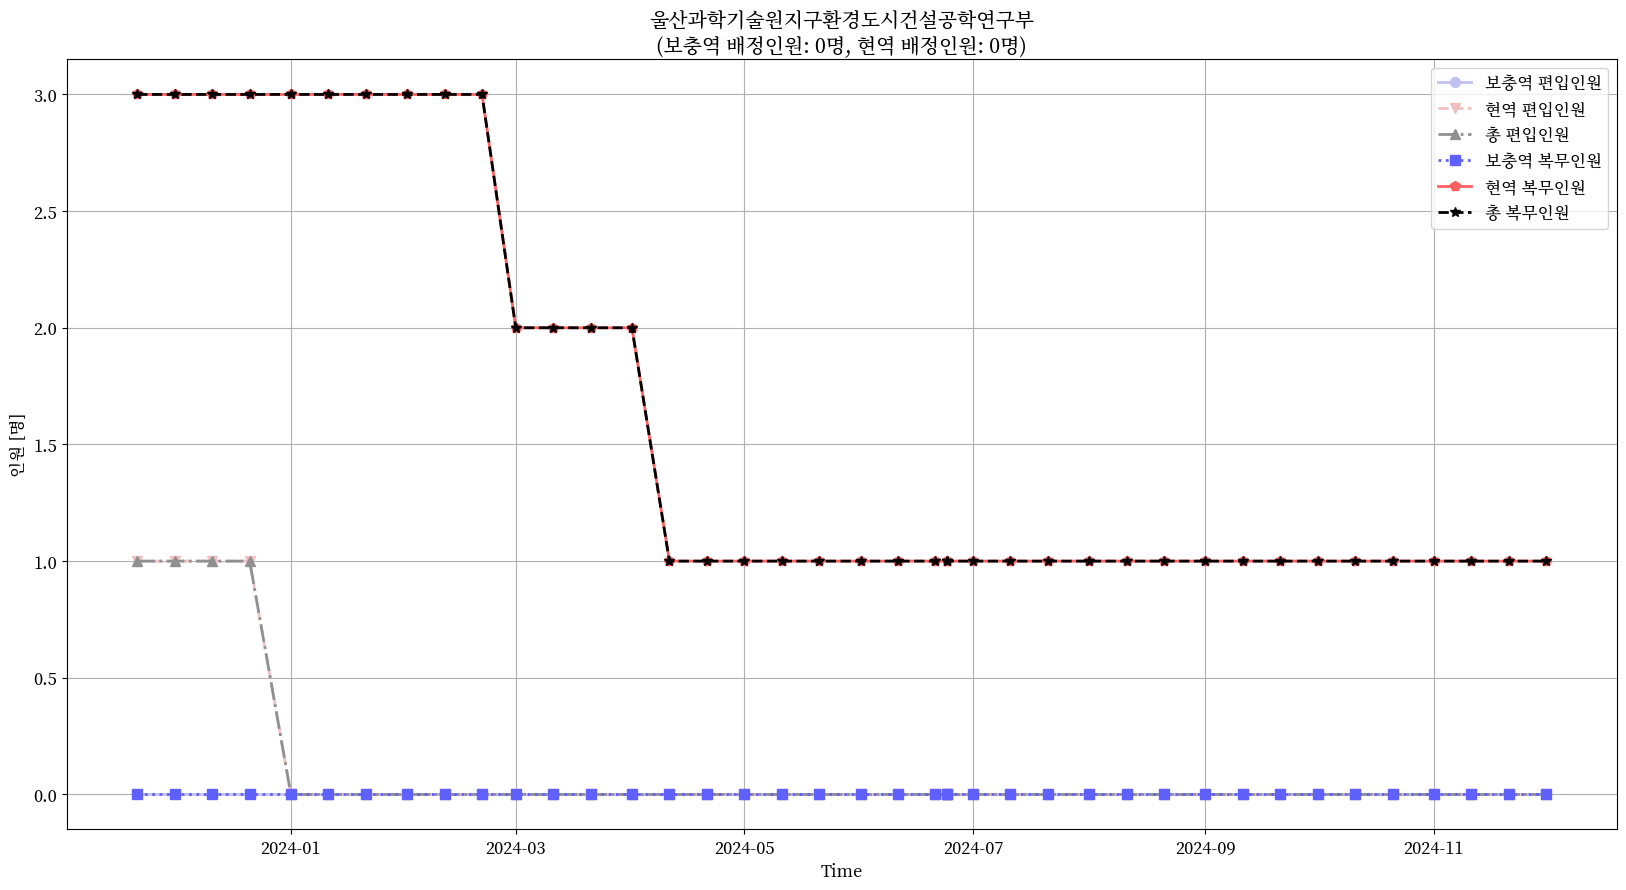 울산과학기술원지구환경도시건설공학연구부
(보충역 배정인원: 0명, 현역 배정인원: 0명)
보충역 편입인원
현역 편입인원
총 편입인원
보충역 복무인원
현역 복무인원
총 복무인원
인원 [명]
3.0
2.5
2.0
1.5
1.0
0.5
0.0
2024-01
2024-03
2024-05
2024-07
2024-09
2024-11
Time